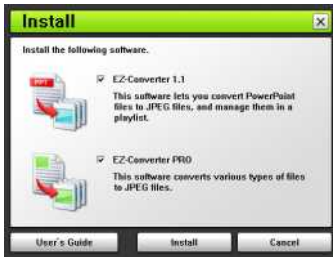 Install
Install the following software.
PPT
EZ-Converter 1.1
This software lets you convert PowerPoint
files to JPEG files, and manage them in a
playlist.
EZ-Converter PRO
This software converts various types of files
to JPEG files.
User's Guide
Install
Cancel